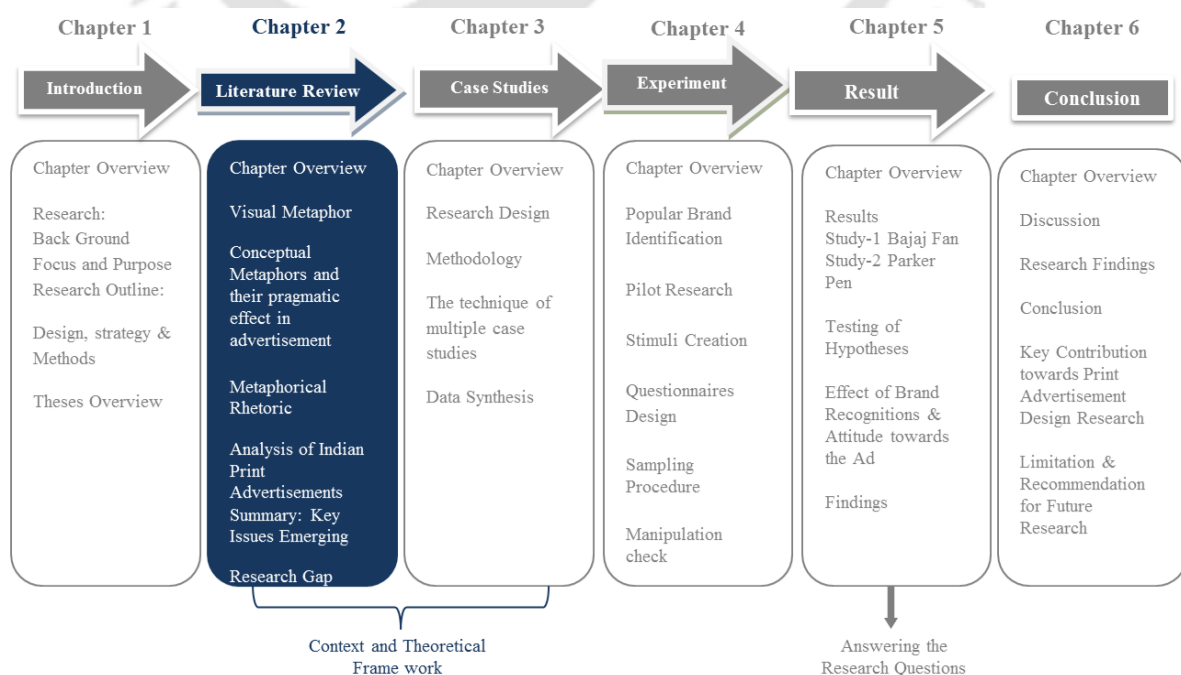 Chapter 1
Chapter 2
Chapter 3
Chapter 4
Chapter 5
Chapter 6
Introduction
Literature Review
Case Studies
Experiment
Result
Conclusion
Chapter Overview
Research:
Back Ground
Focus and Purpose
Research Outline:
Design, strategy &
Methods
Theses Overview
Chapter Overview
Visual Metaphor
Conceptual
Metaphors and
their pragmatic
effect in
advertisement
Metaphorical
Rhetoric
Analysis of Indian
Print
Advertisements
Summary: Key
Issues Emerging
Research Gap
Chapter Overview
Research Design
Methodology
The technique of
multiple case
studies
Data Synthesis
Chapter Overview
Popular Brand
Identification
Pilot Research
Stimuli Creation
Questionnaires
Design
Sampling
Procedure
Manipulation
check
Chapter Overview
Results
Study-1 Bajaj Fan
Study-2 Parker
Pen
Testing of
Hypotheses
Effect of Brand
Recognitions &
Attitude towards
the Ad
Findings
Chapter Overview
Discussion
Research Findings
Conclusion
Key Contribution
towards Print
Advertisement
Design Research
Limitation &
Recommendation
for Future
Research
Context and Theoretical
Frame work
Answering the
Research Questions